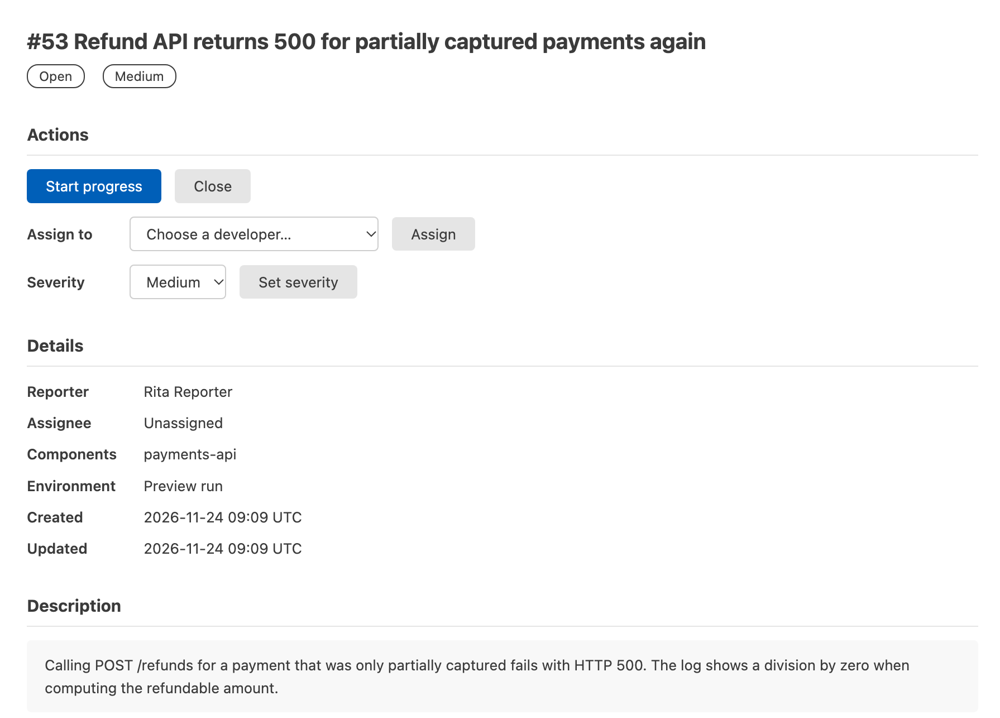 #53 Refund API returns 500 for partially captured payments again
Open
Medium
Actions
Start progress
Close
Assign to
Choose a developer...
Assign
Severity
Medium
Set severity
Details
Reporter
Rita Reporter
Assignee
Unassigned
Components
payments-api
Environment
Preview run
Created
2026-11-24 09:09 UTC
Updated
2026-11-24 09:09 UTC
Description
Calling POST /refunds for a payment that was only partially captured fails with HTTP 500. The log shows a division by zero when
computing the refundable amount.